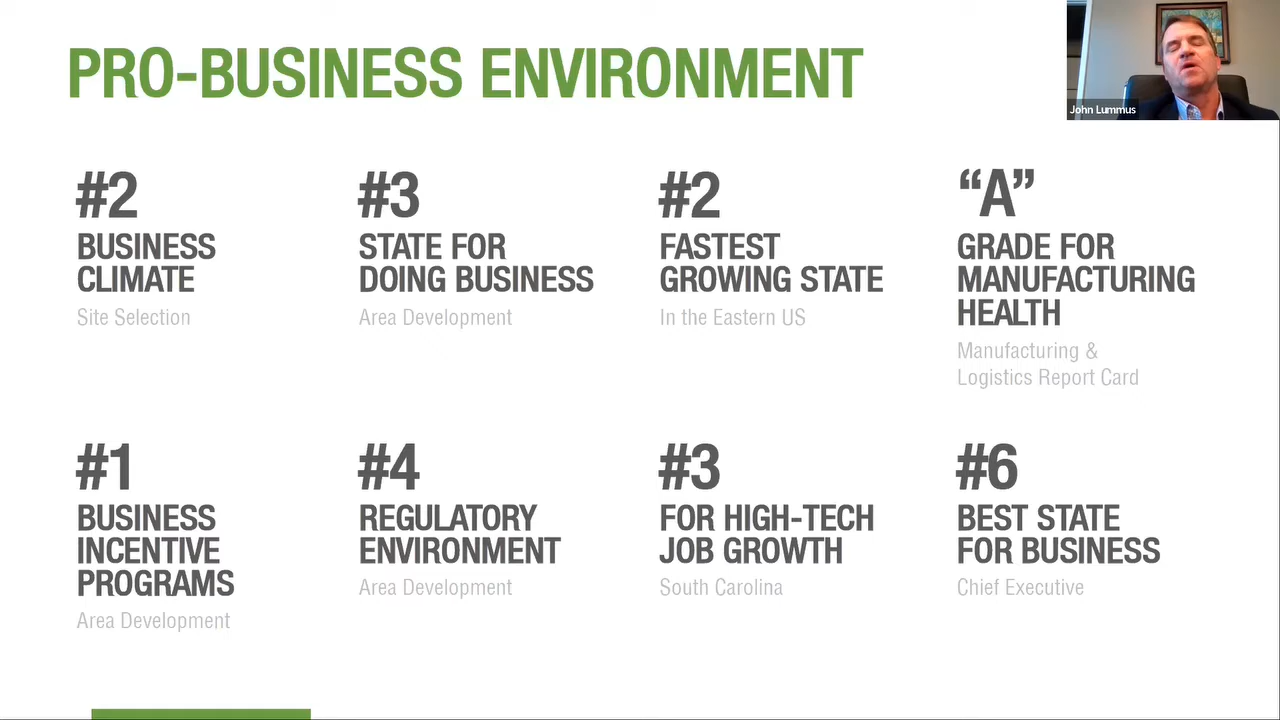 PRO-BUSINESS ENVIRONMENT
John Lummus
#2
BUSINESS
CLIMATE
Site Selection
#3
STATE FOR
DOING BUSINESS
Area Development
#2
FASTEST
GROWING STATE
In the Eastern US
“A”
GRADE FOR
MANUFACTURING
HEALTH
Manufacturing &
Logistics Report Card
#1
BUSINESS
INCENTIVE
PROGRAMS
Area Development
#4
REGULATORY
ENVIRONMENT
Area Development
#3
FOR HIGH-TECH
JOB GROWTH
South Carolina
#6
BEST STATE
FOR BUSINESS
Chief Executive